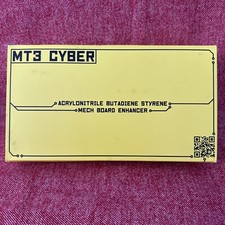 MT3 CYBER
ACRYLONITRILE BUTADIENE STYRENE
MECH BOARD ENHANCER